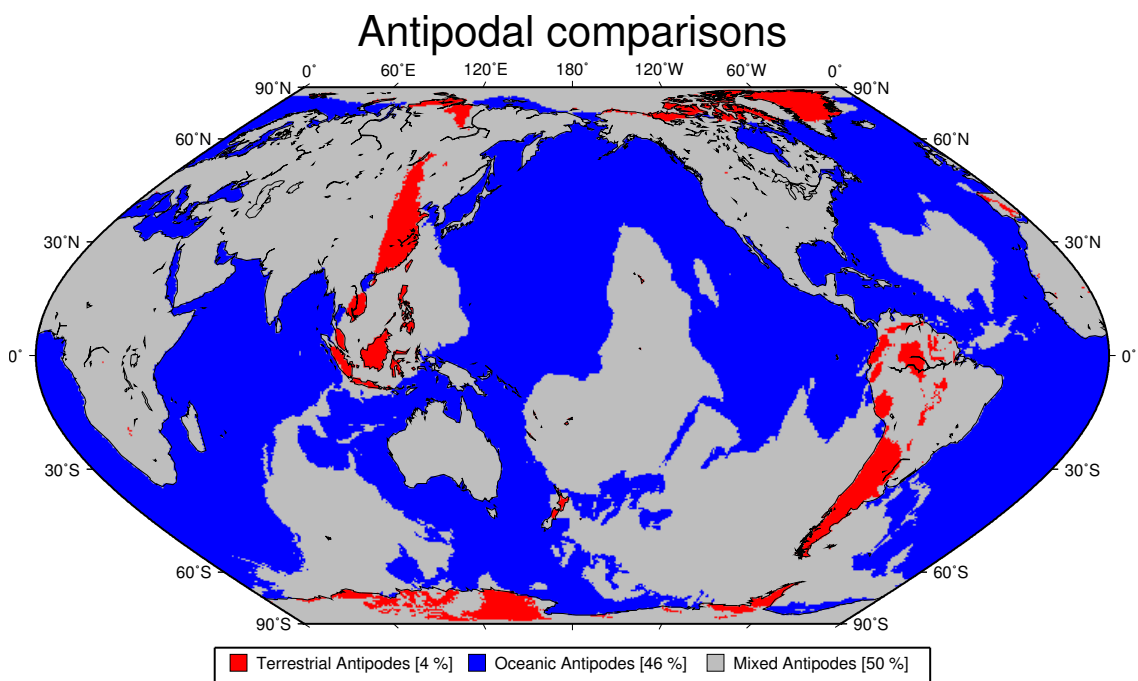 Antipodal comparisons
0˚ 60˚E 120˚E 180˚ 120˚W 60˚W 0˚
90˚N 90˚N
60˚N 60˚N
30˚N 30˚N
0˚ 0˚
30˚S 30˚S
60˚S 60˚S
90˚S 90˚S
Terrestrial Antipodes [4 %] Oceanic Antipodes [46 %] Mixed Antipodes [50 %]